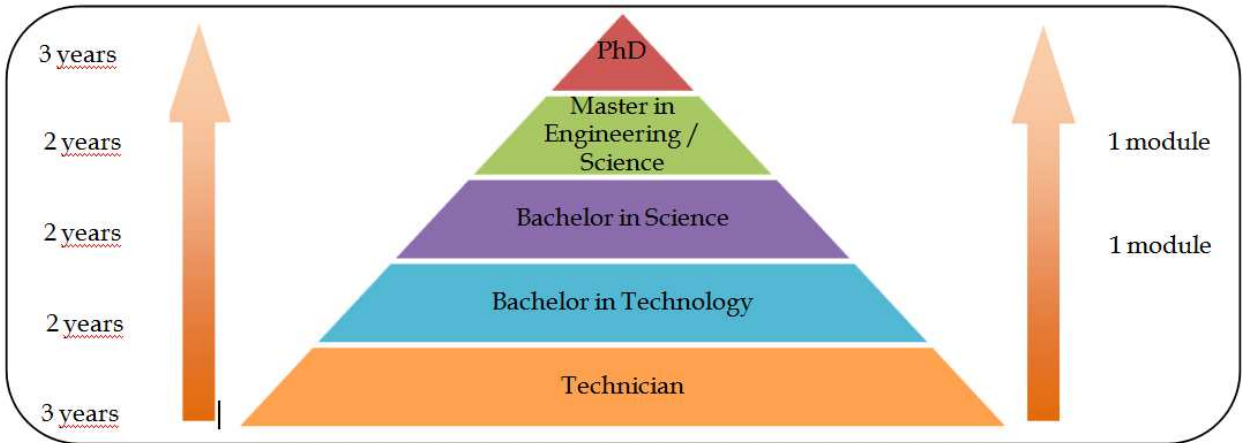 3 years
PhD
Master in
Engineering /
Science
2 years
1 module
Bachelor in Science
2 years
1 module
Bachelor in Technology
2 years
Technician
3 years